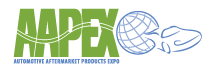 AAPEX
AUTOMOTIVE AFTERMARKET PRODUCTS EXPO